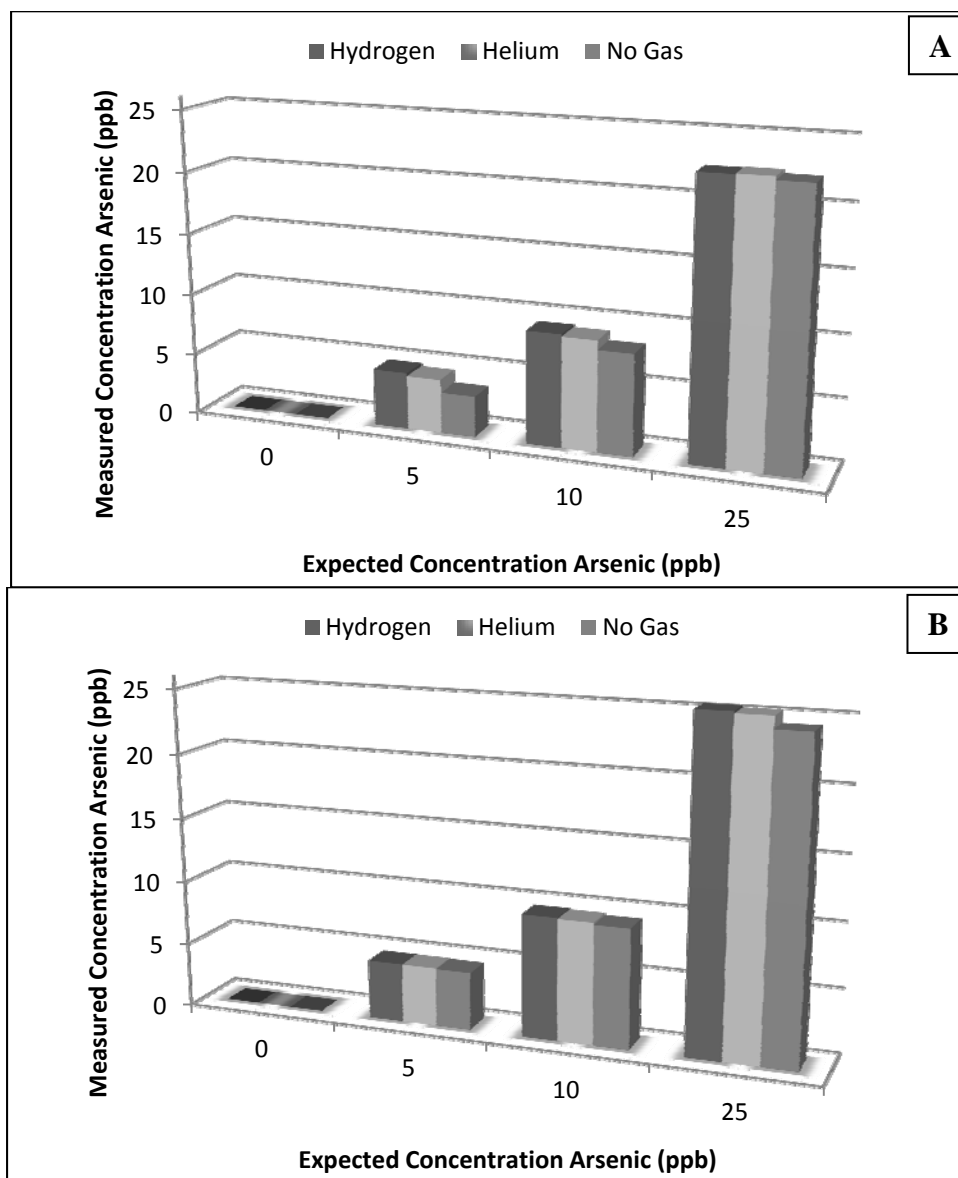 A
Hydrogen Helium No Gas
Measured Concentration Arsenic (ppb)
25
20
15
10
5
0
0 5 10 25
Expected Concentration Arsenic (ppb)
B
Hydrogen Helium No Gas
Measured Concentration Arsenic (ppb)
25
20
15
10
5
0
0 5 10 25
Expected Concentration Arsenic (ppb)